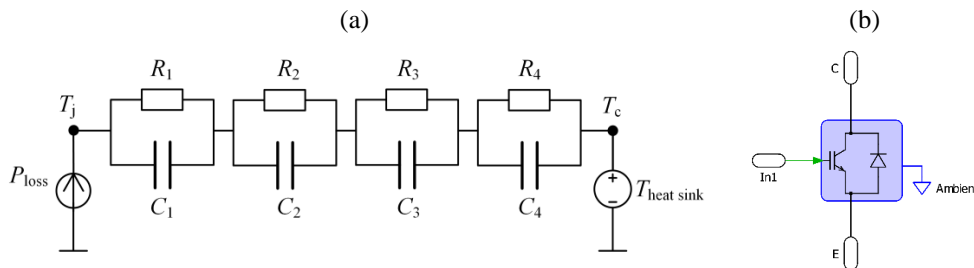 (a) (b)
R1 R2 R3 R4
C
Tj Tc
Ploss Theat sink
In1
Ambien
C1 C2 C3 C4
E